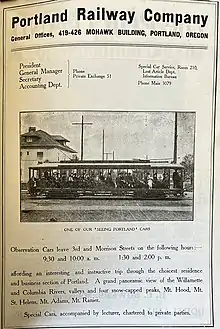 Portland Railway Company
General Offices, 419-426 MOHAWK BUILDING, PORTLAND, OREGON
President
General Manager
Secretary
Accounting Dept.
Phone
Private Exchange 51
Special Car Service, Room 235,
Lost Article Dept.
Information Bureau
Phone Main 3079
ONE OF OUR "SEEING PORTLAND" CARS
Observation Cars leave 3rd and Morrison Streets on the following hours:—
9:30 and 10:00 a. m. 1:30 and 2:00 p. m.
affording an interesting and instructive trip through the choicest residence
and business section of Portland. A grand panoramic view of the Willamette
and Columbia Rivers, valleys and four snow-capped peaks, Mt. Hood, Mt.
St. Helens, Mt. Adams, Mt. Ranier.
Special Cars, accompanied by lecturer, chartered to private parties.